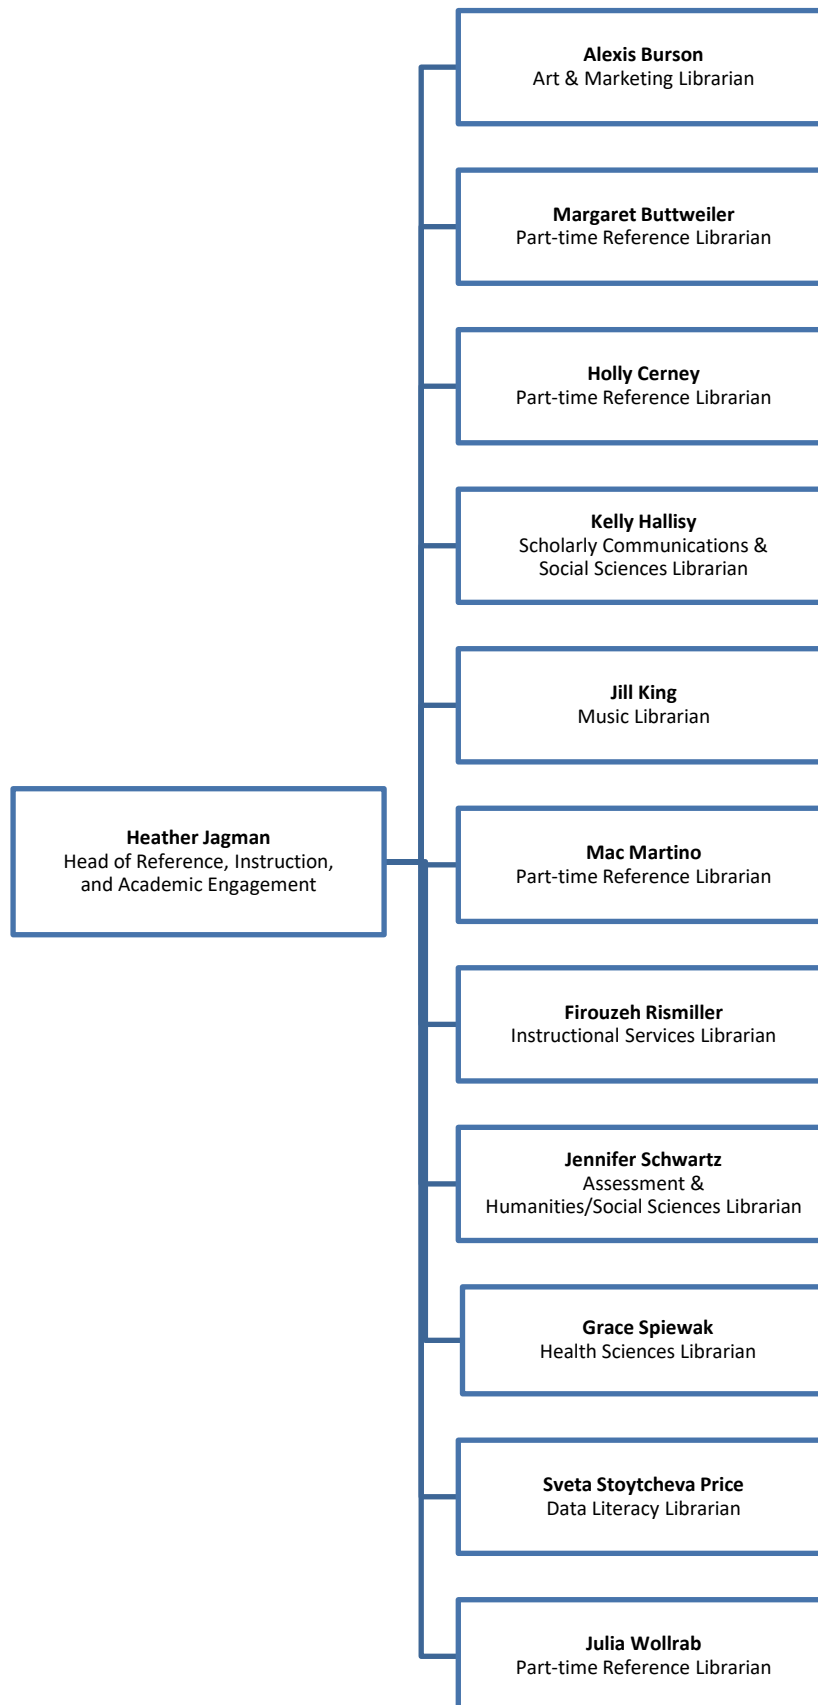 Alexis Burson
Art & Marketing Librarian
Margaret Buttweiler
Part-time Reference Librarian
Holly Cerney
Part-time Reference Librarian
Kelly Hallisy
Scholarly Communications &
Social Sciences Librarian
Jill King
Music Librarian
Heather Jagman
Head of Reference, Instruction,
and Academic Engagement
Mac Martino
Part-time Reference Librarian
Firouzeh Rismiller
Instructional Services Librarian
Jennifer Schwartz
Assessment &
Humanities/Social Sciences Librarian
Grace Spiewak
Health Sciences Librarian
Sveta Stoytcheva Price
Data Literacy Librarian
Julia Wollrab
Part-time Reference Librarian